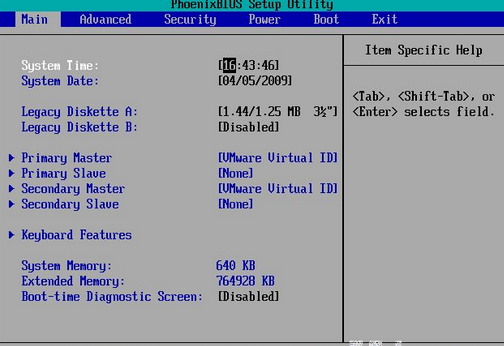 PhoenixBIOS Setup Utility
Main Advanced Security Power Boot Exit
Item Specific Help
System Time: [16:43:46]
System Date: [04/05/2009]
<Tab>, <Shift-Tab>, or
<Enter> selects field.
Legacy Diskette A: [1.44/1.25 MB 3½"]
Legacy Diskette B: [Disabled]
Primary Master [VMware Virtual ID]
Primary Slave [None]
Secondary Master [VMware Virtual ID]
Secondary Slave [None]
Keyboard Features
System Memory: 640 KB
Extended Memory: 764928 KB
Boot-time Diagnostic Screen: [Disabled]